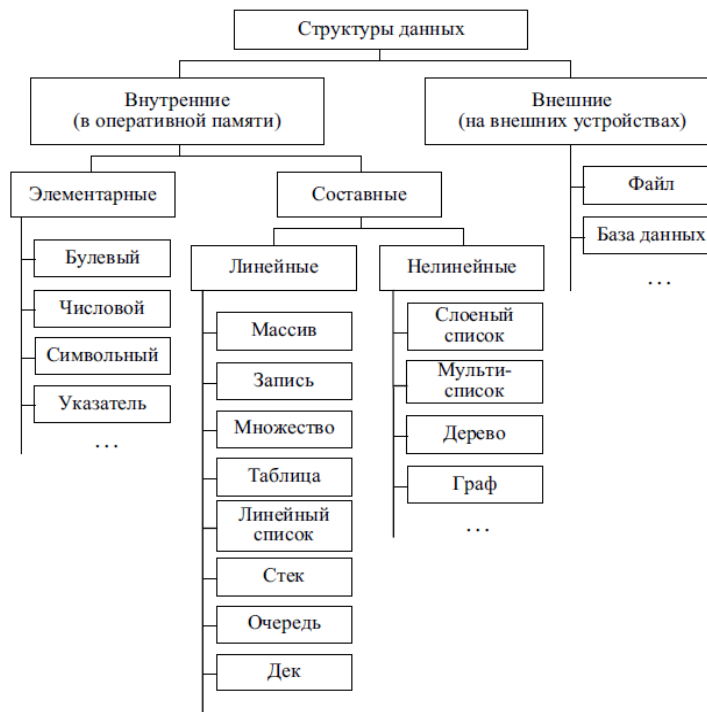 Структуры данных
Внутренние
(в оперативной памяти)
Внешние
(на внешних устройствах)
Элементарные
Составные
Файл
База данных
...
Булевый
Числовой
Символьный
Указатель
...
Линейные
Нелинейные
Массив
Запись
Множество
Таблица
Линейный
список
Стек
Очередь
Дек
Слоеный
список
Мульти-
список
Дерево
Граф
...